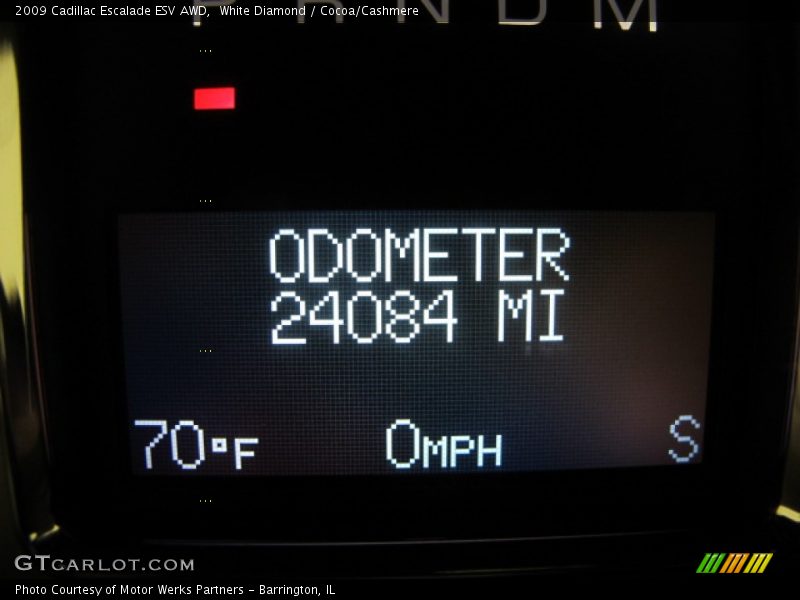 2009 Cadillac Escalade ESV AWD,  White Diamond / Cocoa/Cashmere
P R N D M
...
...
ODOMETER
24084 MI
...
70°F 0MPH S
...
GTCARLOT.COM
Photo Courtesy of Motor Werks Partners - Barrington, IL